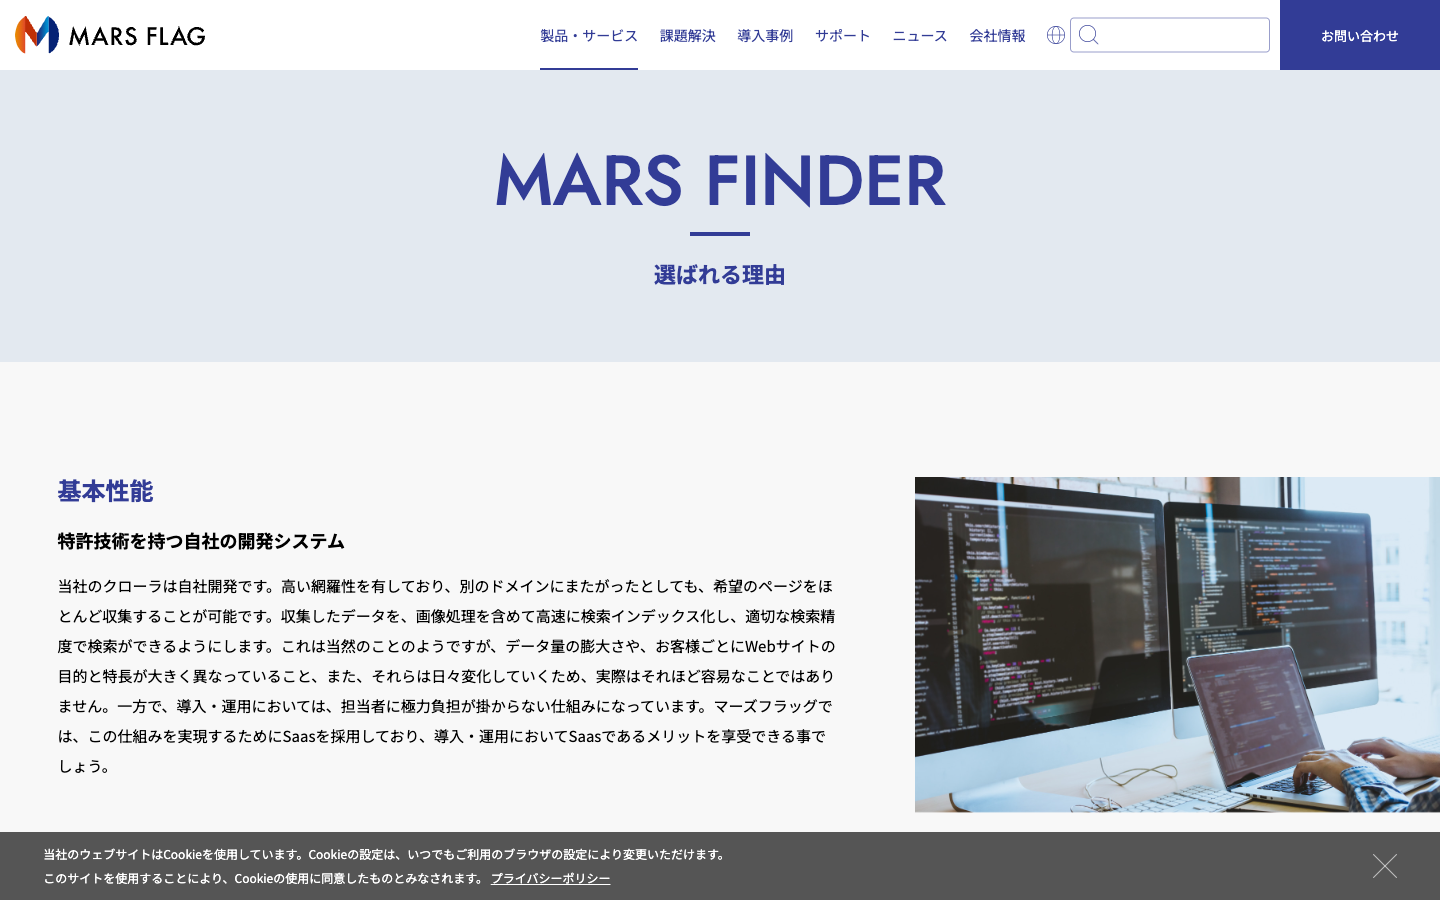 MARS FLAG
製品・サービス 課題解決 導入事例 サポート ニュース 会社情報 お問い合わせ
MARS FINDER
選ばれる理由
基本性能
特許技術を持つ自社の開発システム
当社のクローラは自社開発です。高い網羅性を有しており、別のドメインにまたがったとしても、希望のページをほ
とんど収集することが可能です。収集したデータを、画像処理を含めて高速に検索インデックス化し、適切な検索精
度で検索ができるようにします。これは当然のことのようですが、データ量の膨大さや、お客様ごとにWebサイトの
目的と特長が大きく異なっていること、また、それらは日々変化していくため、実際はそれほど容易なことではあり
ません。一方で、導入・運用においては、担当者に極力負担が掛からない仕組みになっています。マーズフラッグで
は、この仕組みを実現するためにSaasを採用しており、導入・運用においてSaasであるメリットを享受できる事で
しょう。
当社のウェブサイトはCookieを使用しています。Cookieの設定は、いつでもご利用のブラウザの設定により変更いただけます。
このサイトを使用することにより、Cookieの使用に同意したものとみなされます。 プライバシーポリシー